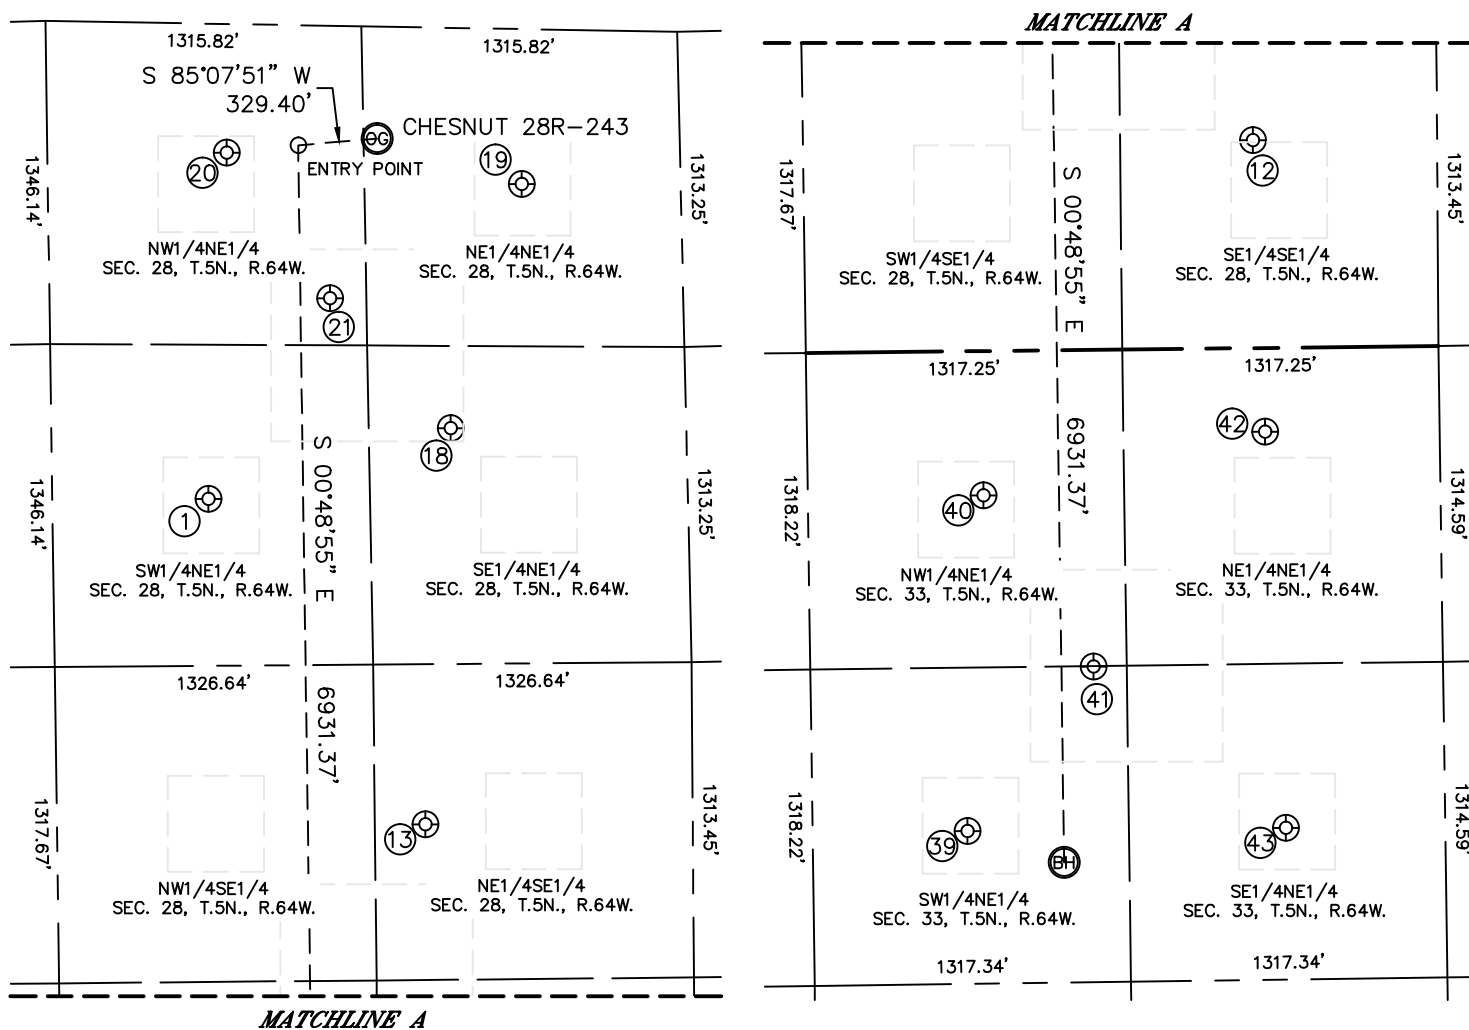 1315.82'
1315.82'
S 85°07'51" W
329.40'
OG
CHESNUT 28R-243
ENTRY POINT
20
19
1346.14'
1313.25'
NW1/4NE1/4
SEC. 28, T.5N., R.64W.
NE1/4NE1/4
SEC. 28, T.5N., R.64W.
21
18
1
1346.14'
S 00°48'55" E
1313.25'
SW1/4NE1/4
SEC. 28, T.5N., R.64W.
SE1/4NE1/4
SEC. 28, T.5N., R.64W.
1326.64'
1326.64'
6931.37'
13
1317.67'
1313.45'
NW1/4SE1/4
SEC. 28, T.5N., R.64W.
NE1/4SE1/4
SEC. 28, T.5N., R.64W.
MATCHLINE A
MATCHLINE A
12
1317.67'
S 00°48'55" E
1313.45'
SW1/4SE1/4
SEC. 28, T.5N., R.64W.
SE1/4SE1/4
SEC. 28, T.5N., R.64W.
1317.25'
1317.25'
42
6931.37'
40
1318.22'
1314.59'
NW1/4NE1/4
SEC. 33, T.5N., R.64W.
NE1/4NE1/4
SEC. 33, T.5N., R.64W.
41
39
43
BH
1318.22'
1314.59'
SW1/4NE1/4
SEC. 33, T.5N., R.64W.
SE1/4NE1/4
SEC. 33, T.5N., R.64W.
1317.34'
1317.34'